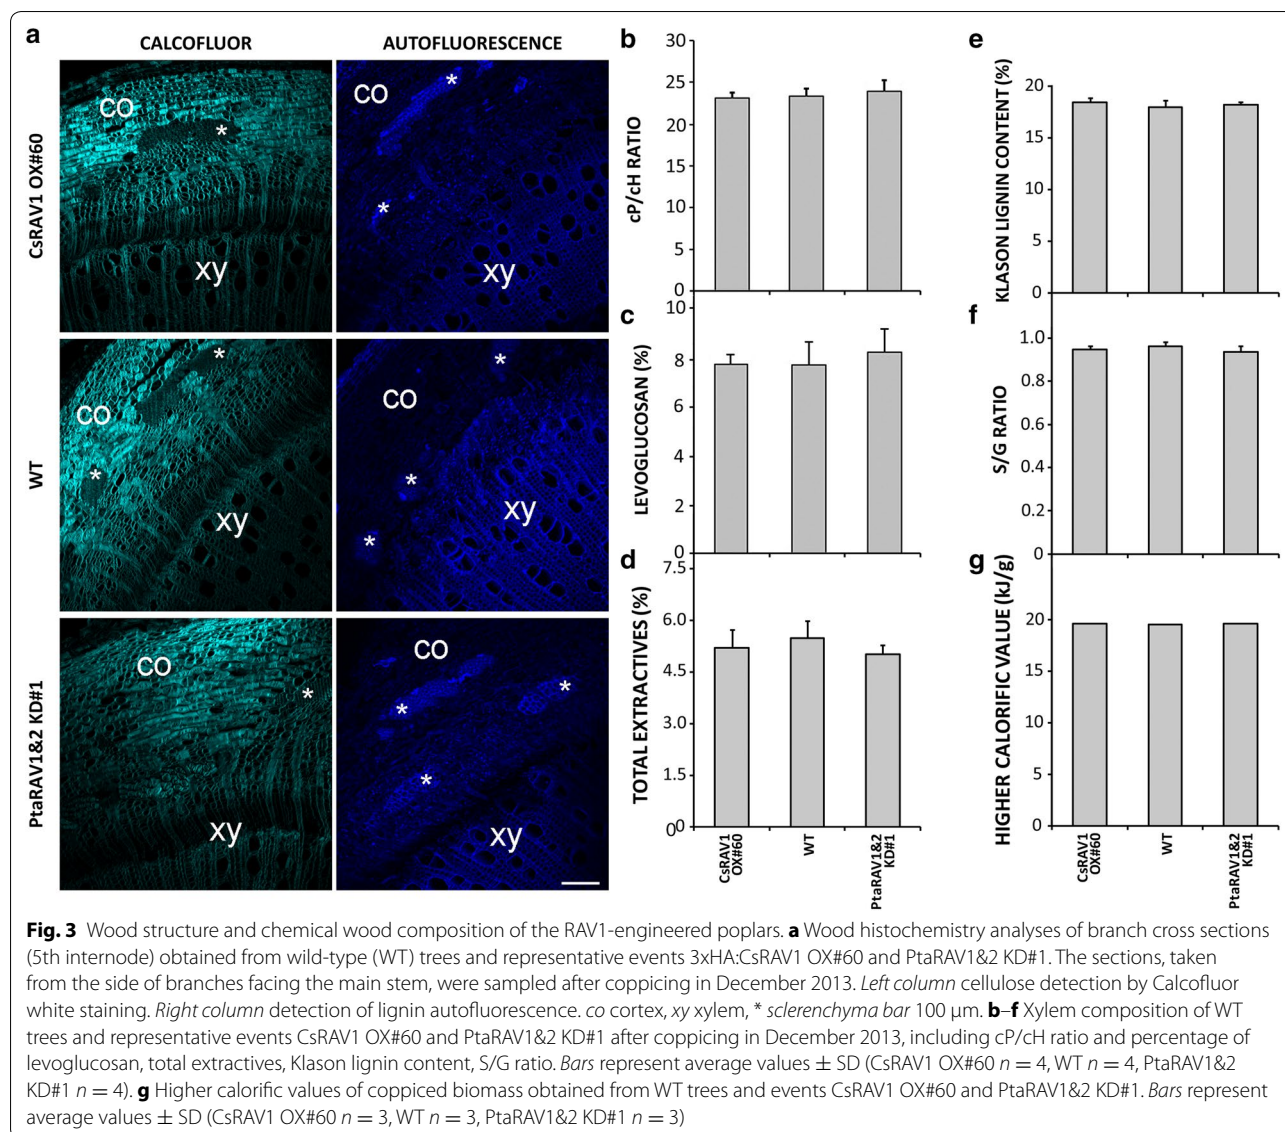 a
CALCOFLUOR
AUTOFLUORESCENCE
CsRAV1 OX#60
co
*
xy
co
*
*
xy
WT
co
*
*
xy
co
*
*
*
xy
PtaRAV1&2 KD#1
co
*
xy
co
*
*
*
xy
b
cP/cH RATIO
30
25
20
15
10
5
0
c
LEVOGLUCOSAN (%)
10
8
6
4
2
0
d
TOTAL EXTRACTIVES (%)
7.5
6.0
4.5
3.0
1.5
00
CsRAV1
OX#60
WT
PtaRAV1&2
KD#1
e
KLASON LIGNIN CONTENT (%)
20
15
10
5
0
f
S/G RATIO
1.0
0.8
0.6
0.4
0.2
0
g
HIGHER CALORIFIC VALUE (kJ/g)
20
15
10
5
0
CsRAV1
OX#60
WT
PtaRAV1&2
KD#1
Fig. 3 Wood structure and chemical wood composition of the RAV1-engineered poplars. a Wood histochemistry analyses of branch cross sections
(5th internode) obtained from wild-type (WT) trees and representative events 3xHA:CsRAV1 OX#60 and PtaRAV1&2 KD#1. The sections, taken
from the side of branches facing the main stem, were sampled after coppicing in December 2013. Left column cellulose detection by Calcofluor
white staining. Right column detection of lignin autofluorescence. co cortex, xy xylem, * sclerenchyma bar 100 μm. b–f Xylem composition of WT
trees and representative events CsRAV1 OX#60 and PtaRAV1&2 KD#1 after coppicing in December 2013, including cP/cH ratio and percentage of
levoglucosan, total extractives, Klason lignin content, S/G ratio. Bars represent average values ± SD (CsRAV1 OX#60 n = 4, WT n = 4, PtaRAV1&2
KD#1 n = 4). g Higher calorific values of coppiced biomass obtained from WT trees and events CsRAV1 OX#60 and PtaRAV1&2 KD#1. Bars represent
average values ± SD (CsRAV1 OX#60 n = 3, WT n = 3, PtaRAV1&2 KD#1 n = 3)